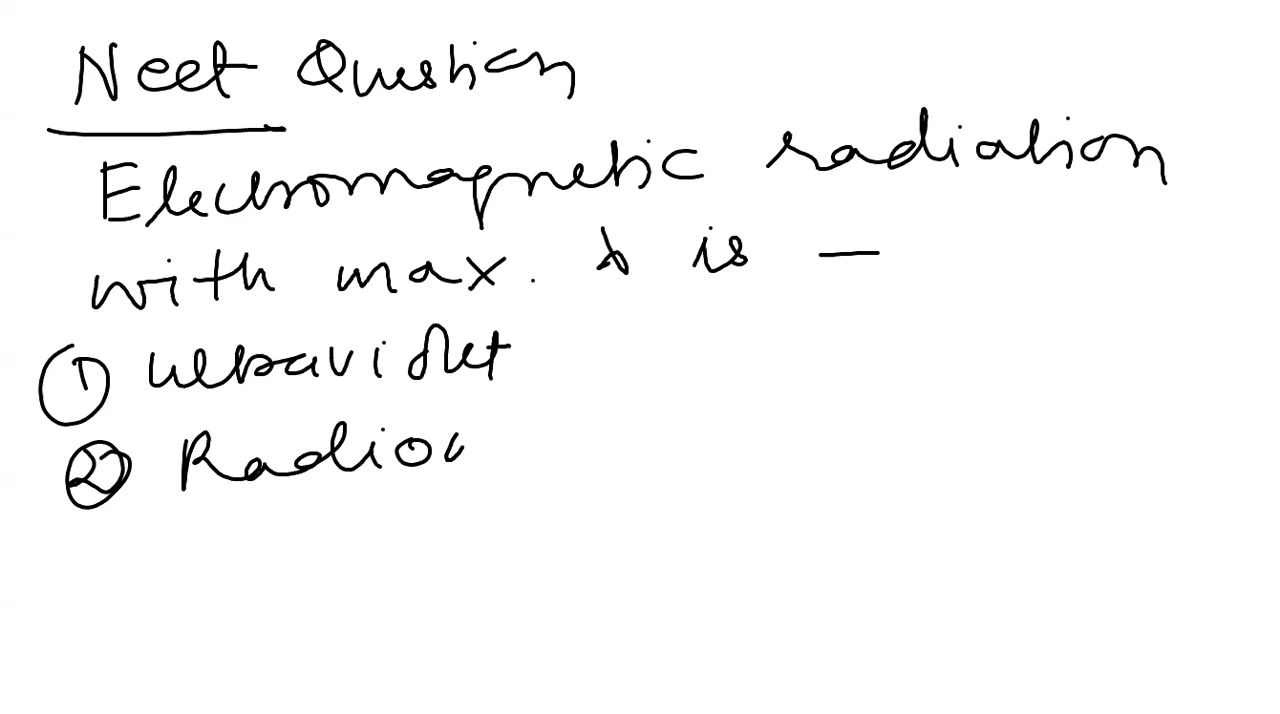 Neet Question
Electromagnetic radiation
with max. λ is —
① ultraviolet
② Radio